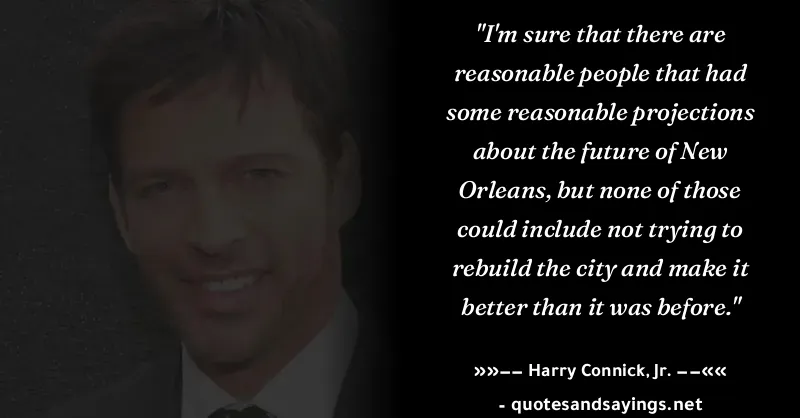 "I'm sure that there are
reasonable people that had
some reasonable projections
about the future of New
Orleans, but none of those
could include not trying to
rebuild the city and make it
better than it was before."
»»−− Harry Connick, Jr. −−««
- quotesandsayings.net